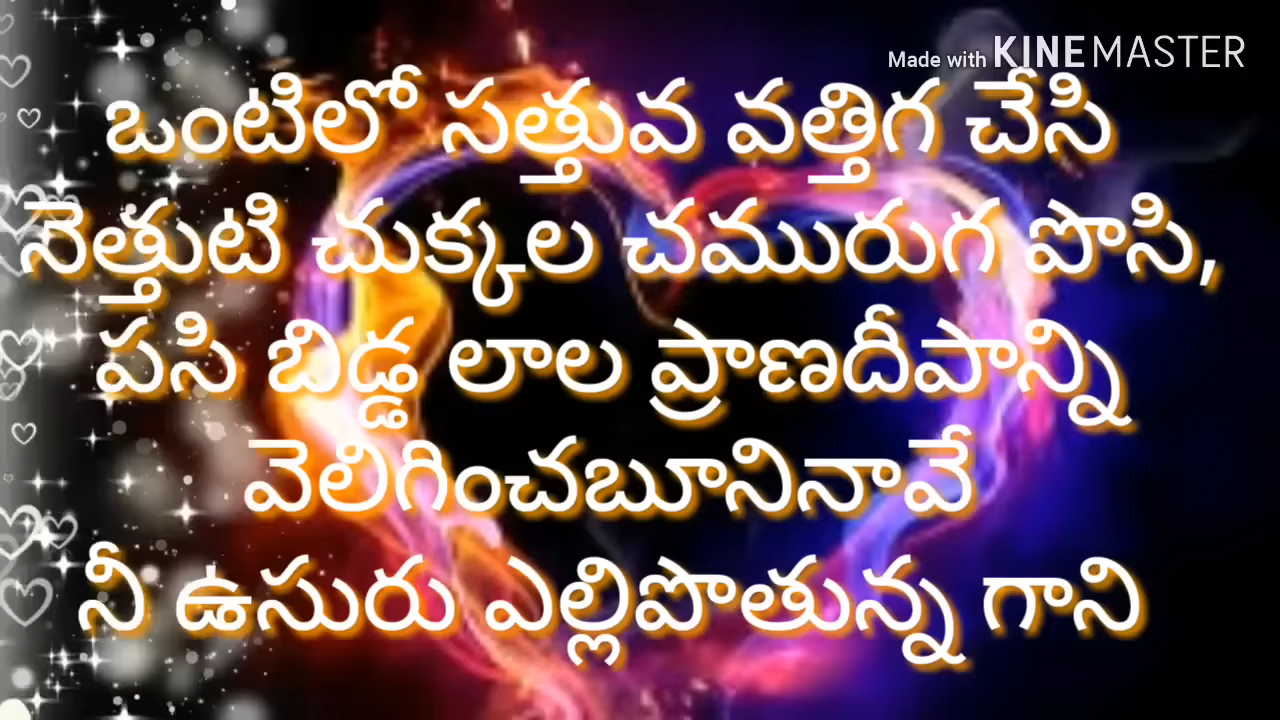 Made with KINEMASTER
ఒంటిలో సత్తువ వత్తిగ చేసి
నెత్తుటి చుక్కల చమురుగ పొసి,
పసి బిడ్డ లాల ప్రాణదీపాన్ని
వెలిగించబూనినావే
నీ ఉసురు ఎల్లిపొతున్న గాని